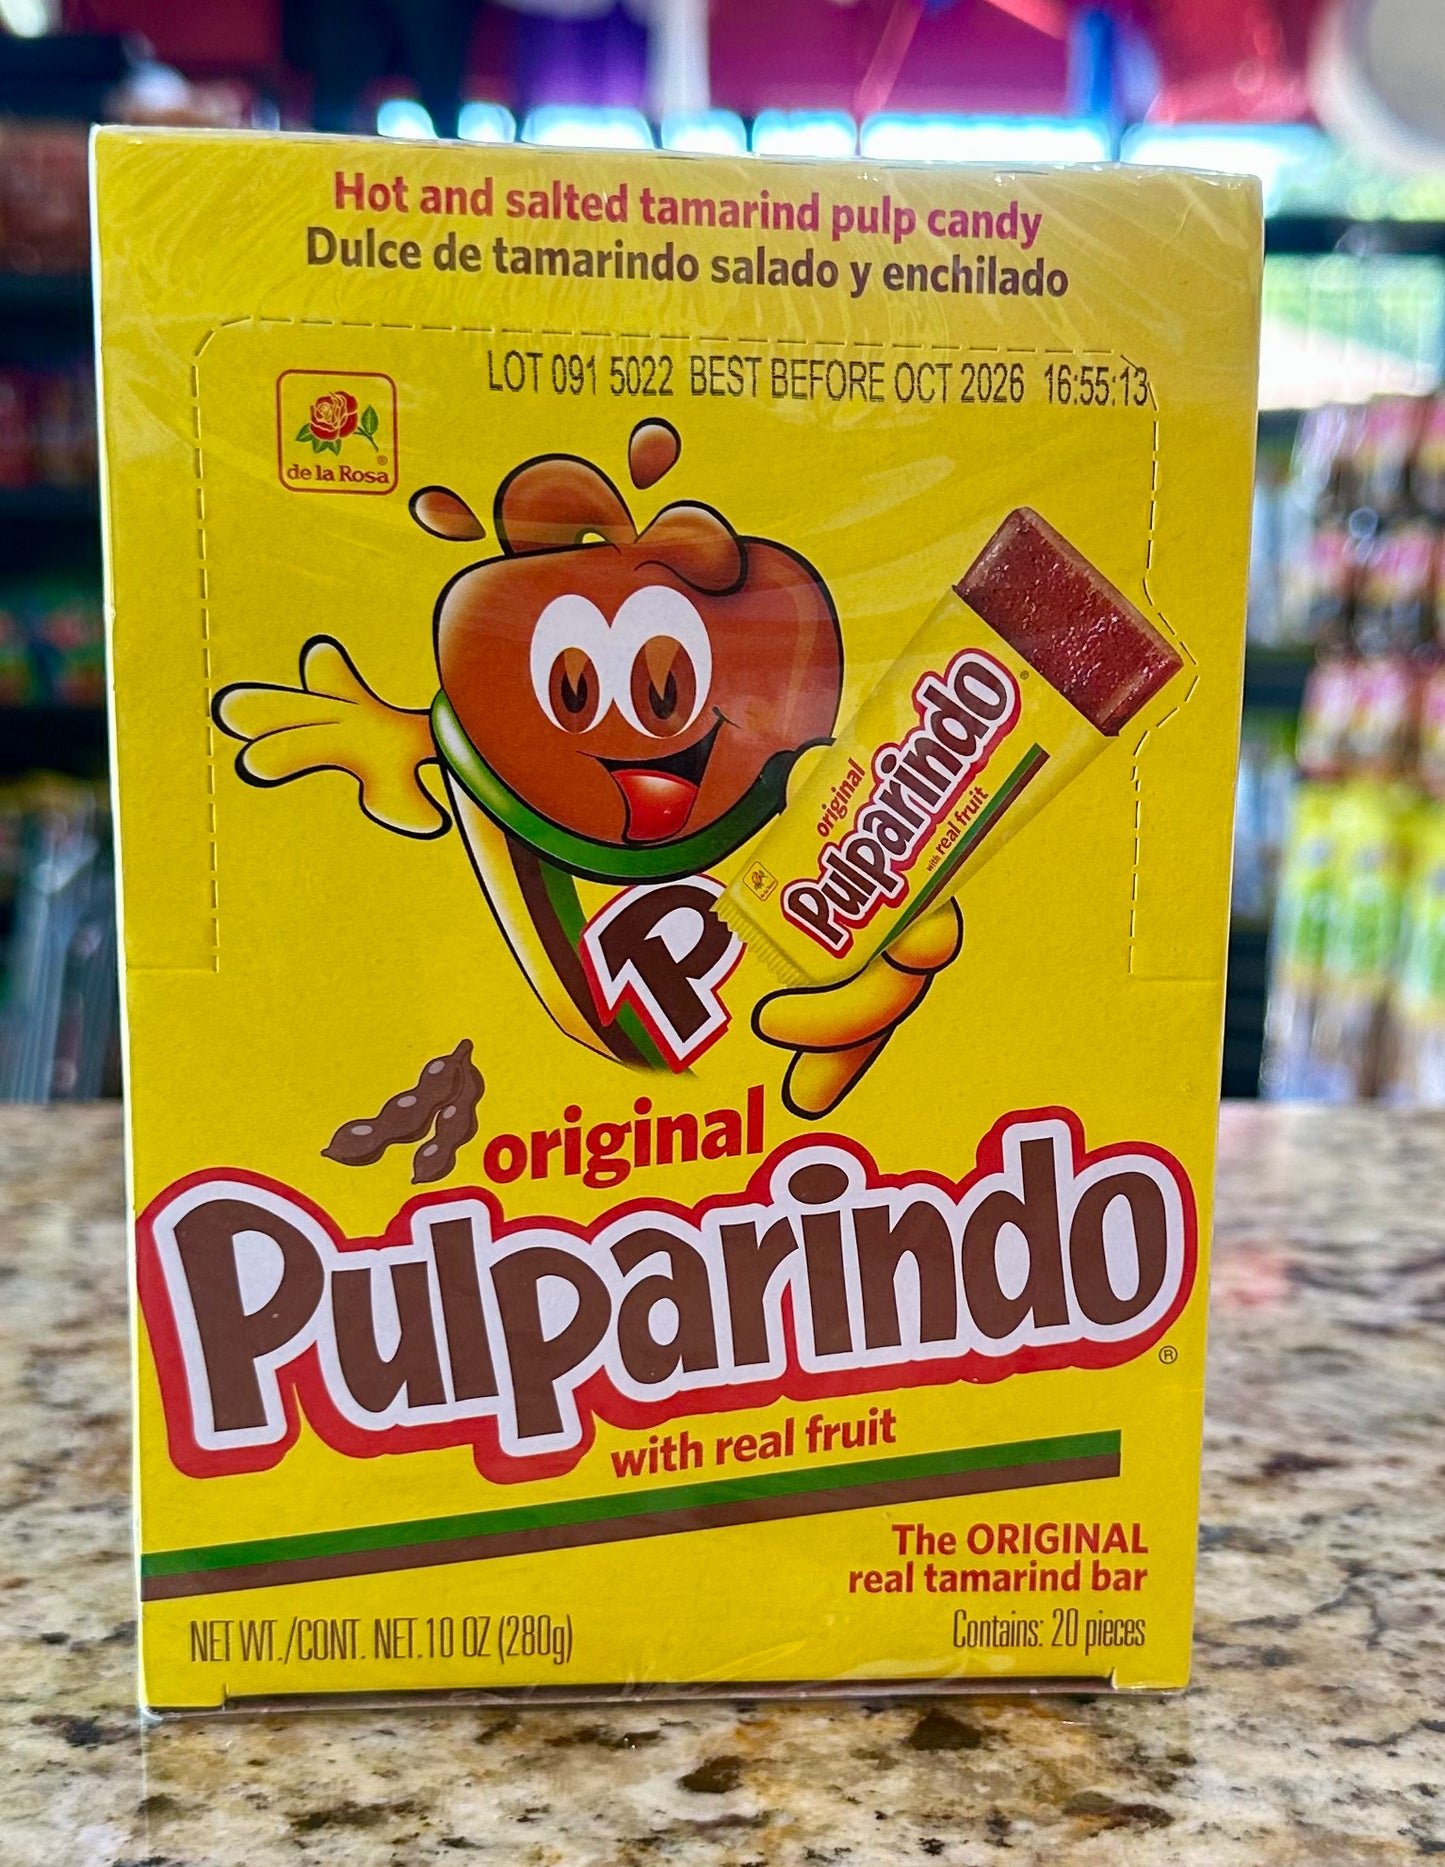 Hot and salted tamarind pulp candy
Dulce de tamarindo salado y enchilado
LOT 091 5022 BEST BEFORE OCT 2026 16:55:13
de la Rosa®
original
Pulparindo®
with real fruit
P
original
Pulparindo®
with real fruit
The ORIGINAL
real tamarind bar
NET WT./CONT. NET.10 OZ (280g)
Contains: 20 pieces